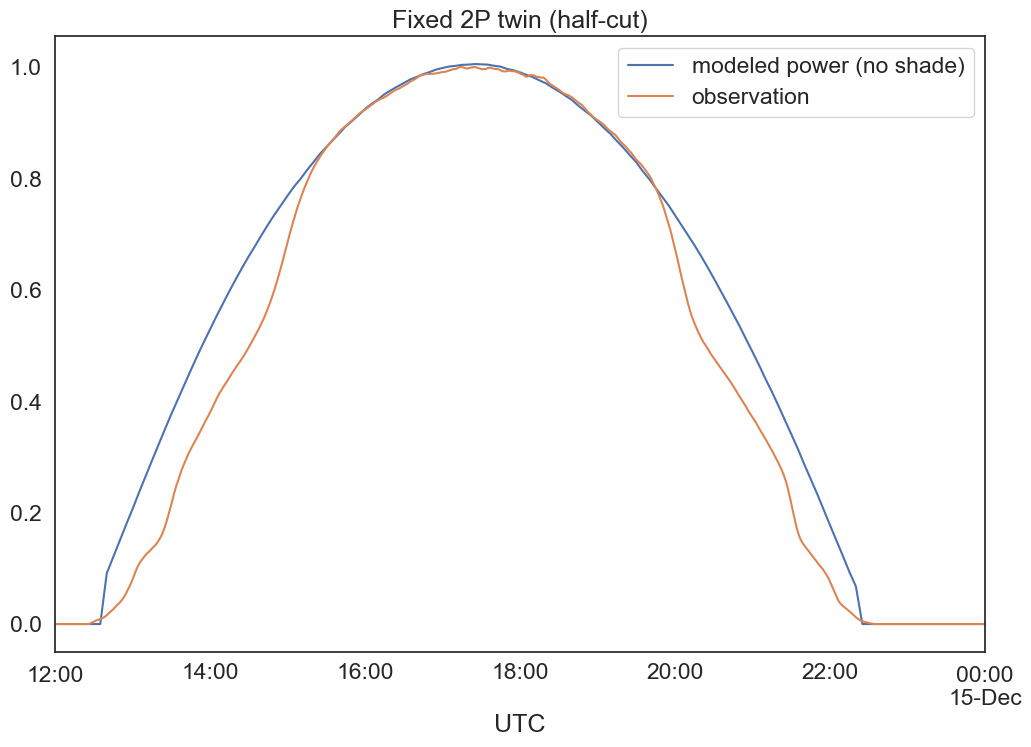 Fixed 2P twin (half-cut)
modeled power (no shade)
observation
1.0
0.8
0.6
0.4
0.2
0.0
12:00 14:00 16:00 18:00 20:00 22:00 00:00
15-Dec
UTC